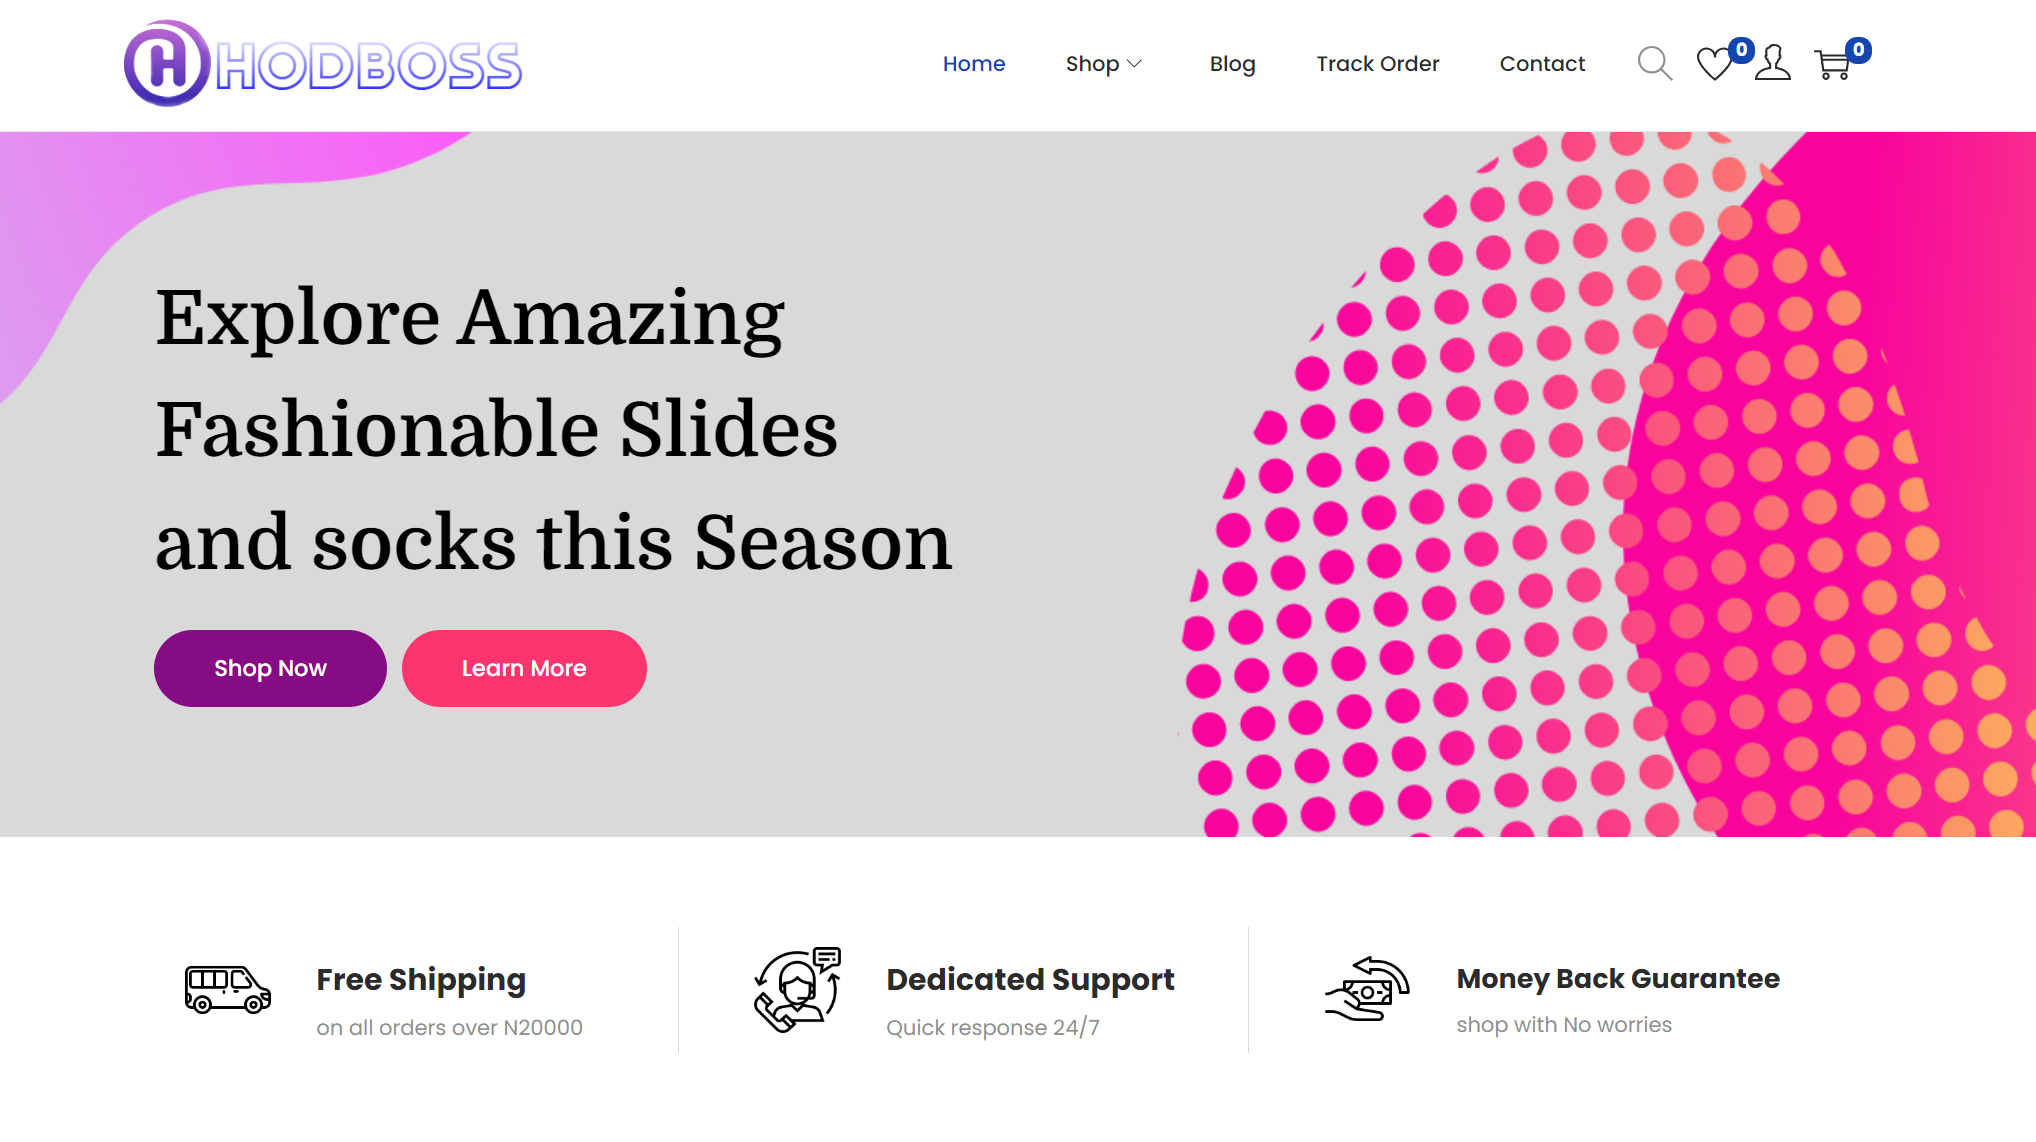 HODBOSS
Home Shop Blog Track Order Contact 0 0
Explore Amazing
Fashionable Slides
and socks this Season
Shop Now Learn More
Free Shipping
on all orders over N20000
Dedicated Support
Quick response 24/7
Money Back Guarantee
shop with No worries